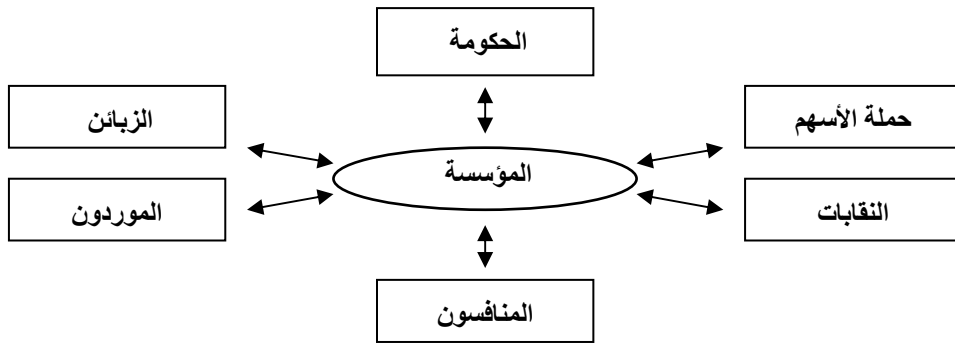 الحكومة
حملة الأسهم
الزبائن
المؤسسة
النقابات
الموردون
المنافسون